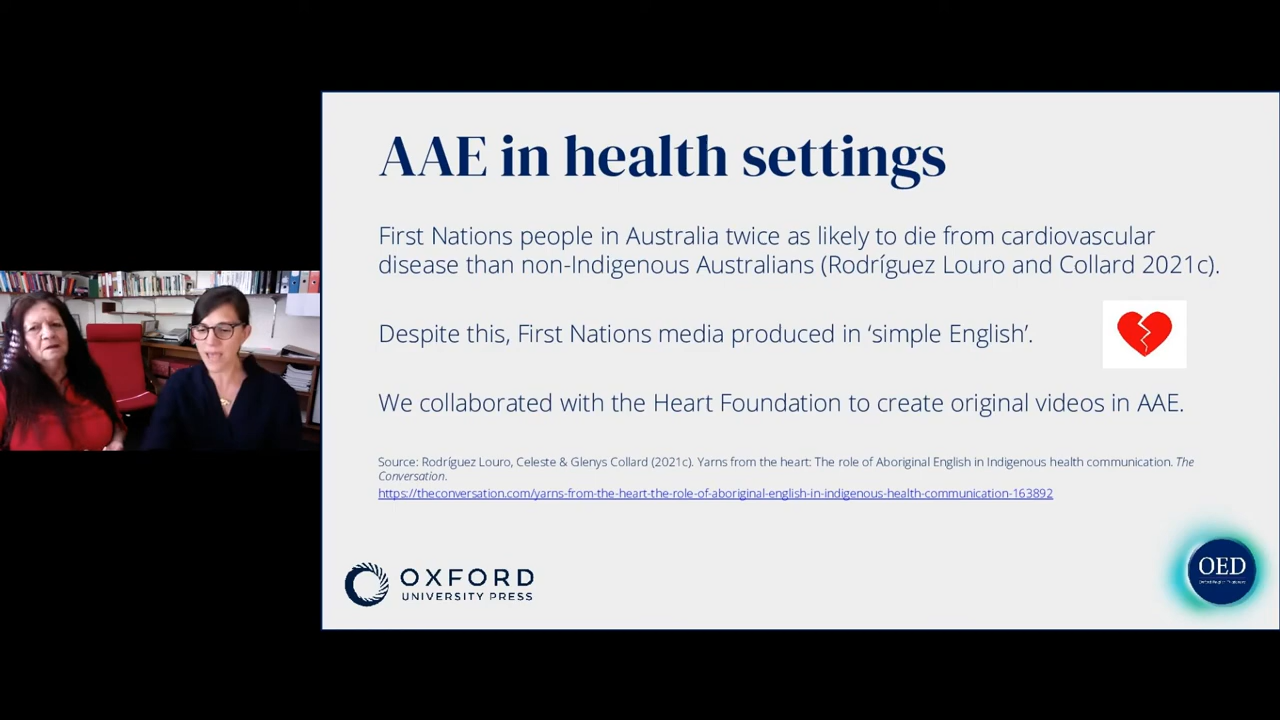 AAE in health settings
First Nations people in Australia twice as likely to die from cardiovascular
disease than non-Indigenous Australians (Rodríguez Louro and Collard 2021c).
Despite this, First Nations media produced in ‘simple English’.
We collaborated with the Heart Foundation to create original videos in AAE.
Source: Rodríguez Louro, Celeste & Glenys Collard (2021c). Yarns from the heart: The role of Aboriginal English in Indigenous health communication. The
Conversation.
https://theconversation.com/yarns-from-the-heart-the-role-of-aboriginal-english-in-indigenous-health-communication-163892
OXFORD
UNIVERSITY PRESS
OED